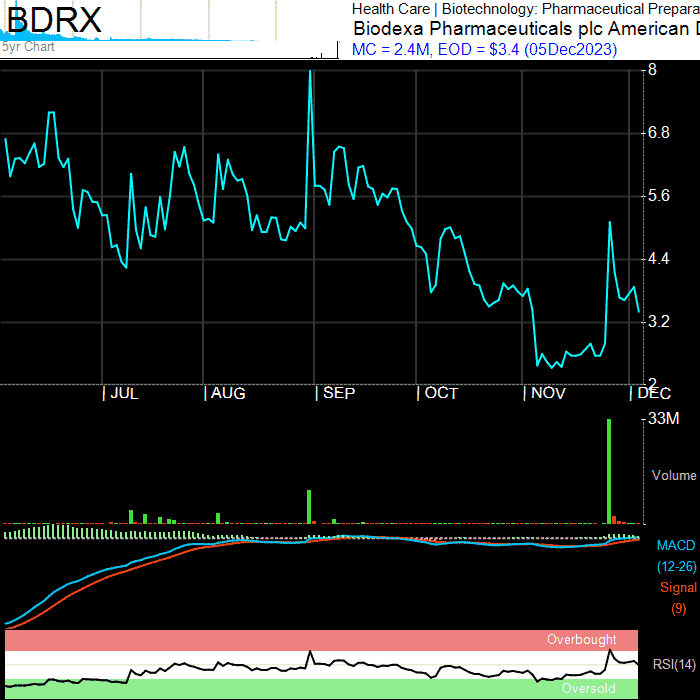 BDRX
5yr Chart
Health Care | Biotechnology: Pharmaceutical Prepara
Biodexa Pharmaceuticals plc American D
MC = 2.4M, EOD = $3.4 (05Dec2023)
8
6.8
5.6
4.4
3.2
2
| JUL
| AUG
| SEP
| OCT
| NOV
| DEC
33M
Volume
MACD
(12-26)
Signal
(9)
Overbought
RSI(14)
Oversold